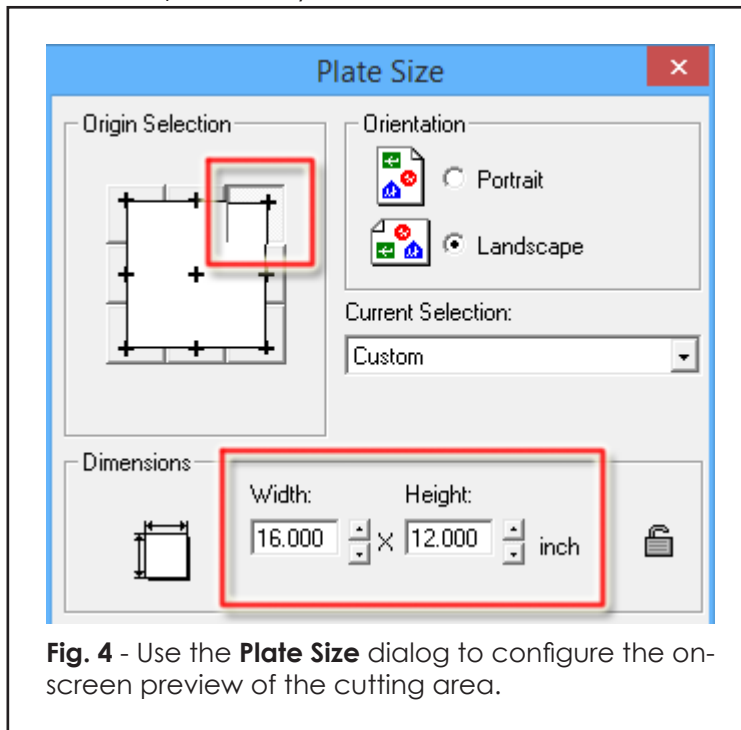 Plate Size
Origin Selection
Orientation
Portrait
Landscape
Current Selection:
Custom
Dimensions
Width: Height:
16.000 X 12.000 inch
Fig. 4 - Use the Plate Size dialog to configure the on-
screen preview of the cutting area.